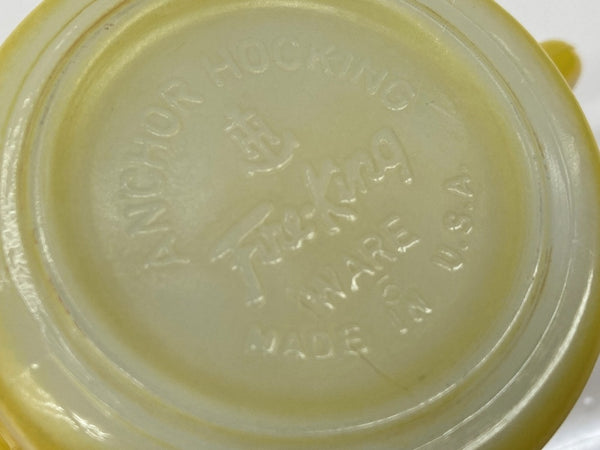 ANCHOR HOCKING
Fire-King
WARE
MADE IN U.S.A.